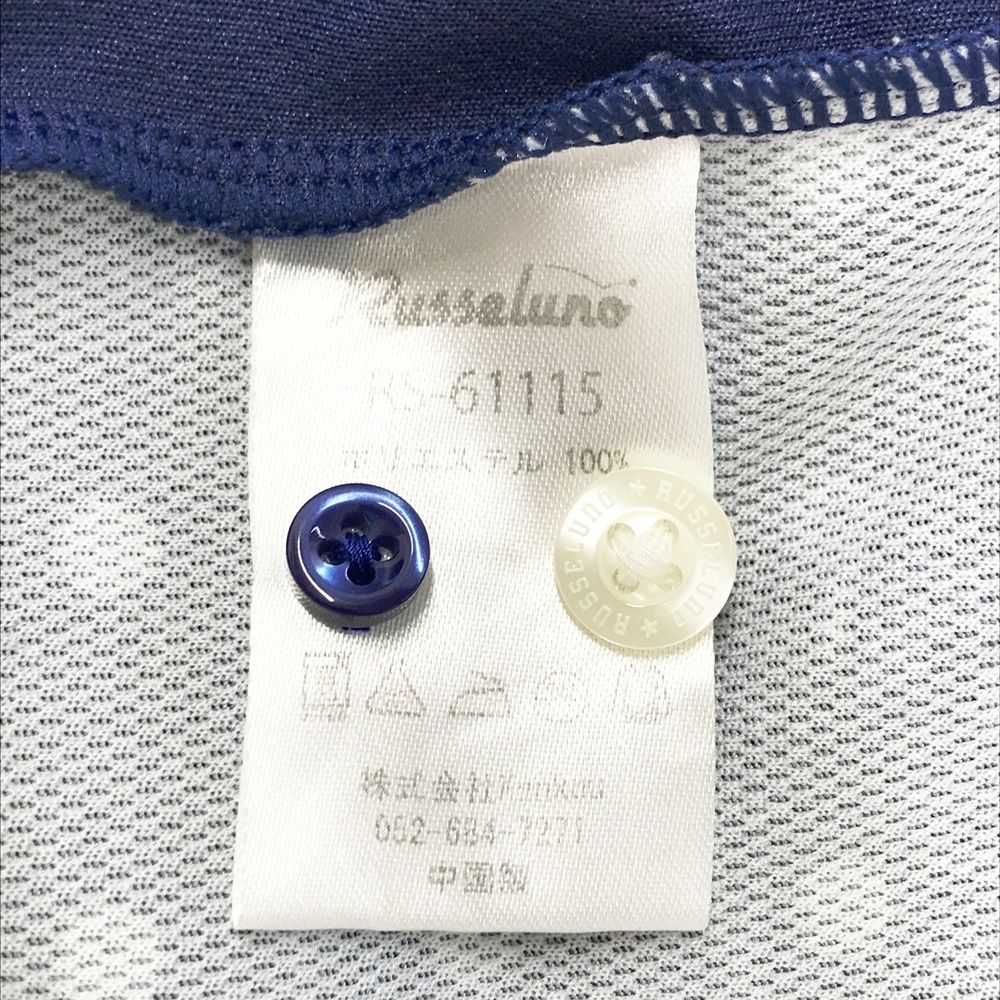 Russeluno
RS-61115
ポリエステル 100%
RUSSELUNO ★ RUSSELUNO ★
株式会社
052-684-7271
中国製